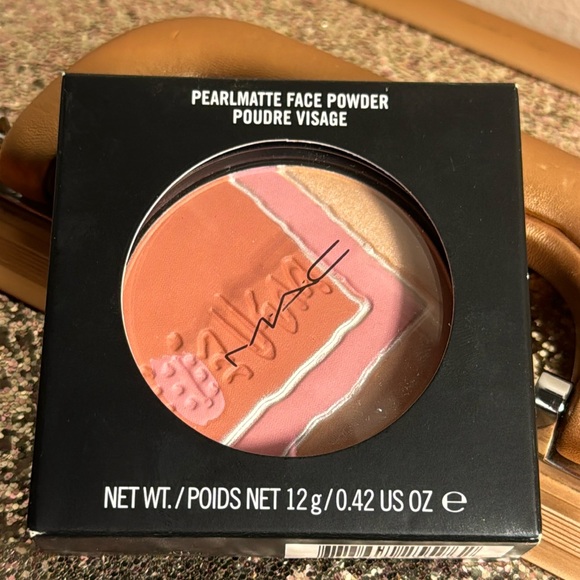 PEARLMATTE FACE POWDER
POUDRE VISAGE
MAC
NET WT. / POIDS NET 12 g / 0.42 US OZ ℮